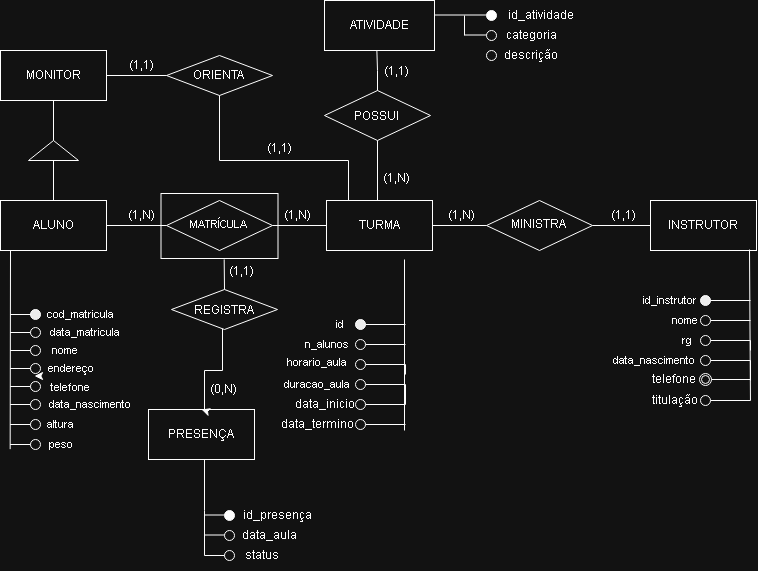 ATIVIDADE
id_atividade
categoria
descrição
MONITOR
(1,1)
ORIENTA
(1,1)
POSSUI
(1,1)
(1,N)
ALUNO
(1,N)
MATRÍCULA
(1,N)
TURMA
(1,N)
MINISTRA
(1,1)
INSTRUTOR
(1,1)
REGISTRA
(0,N)
PRESENÇA
cod_matricula
data_matricula
nome
endereço
telefone
data_nascimento
altura
peso
id
n_alunos
horario_aula
duracao_aula
data_inicio
data_termino
id_instrutor
nome
rg
data_nascimento
telefone
titulação
id_presença
data_aula
status